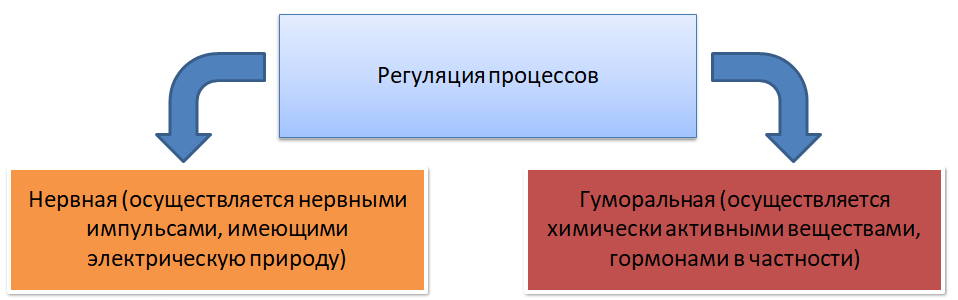 Регуляция процессов
Нервная (осуществляется нервными
импульсами, имеющими
электрическую природу)
Гуморальная (осуществляется
химически активными веществами,
гормонами в частности)